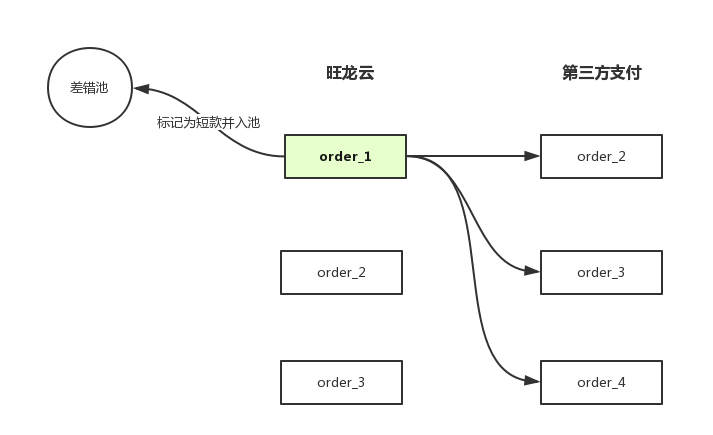 旺龙云
第三方支付
差错池
标记为短款并入池
order_1
order_2
order_2
order_3
order_3
order_4